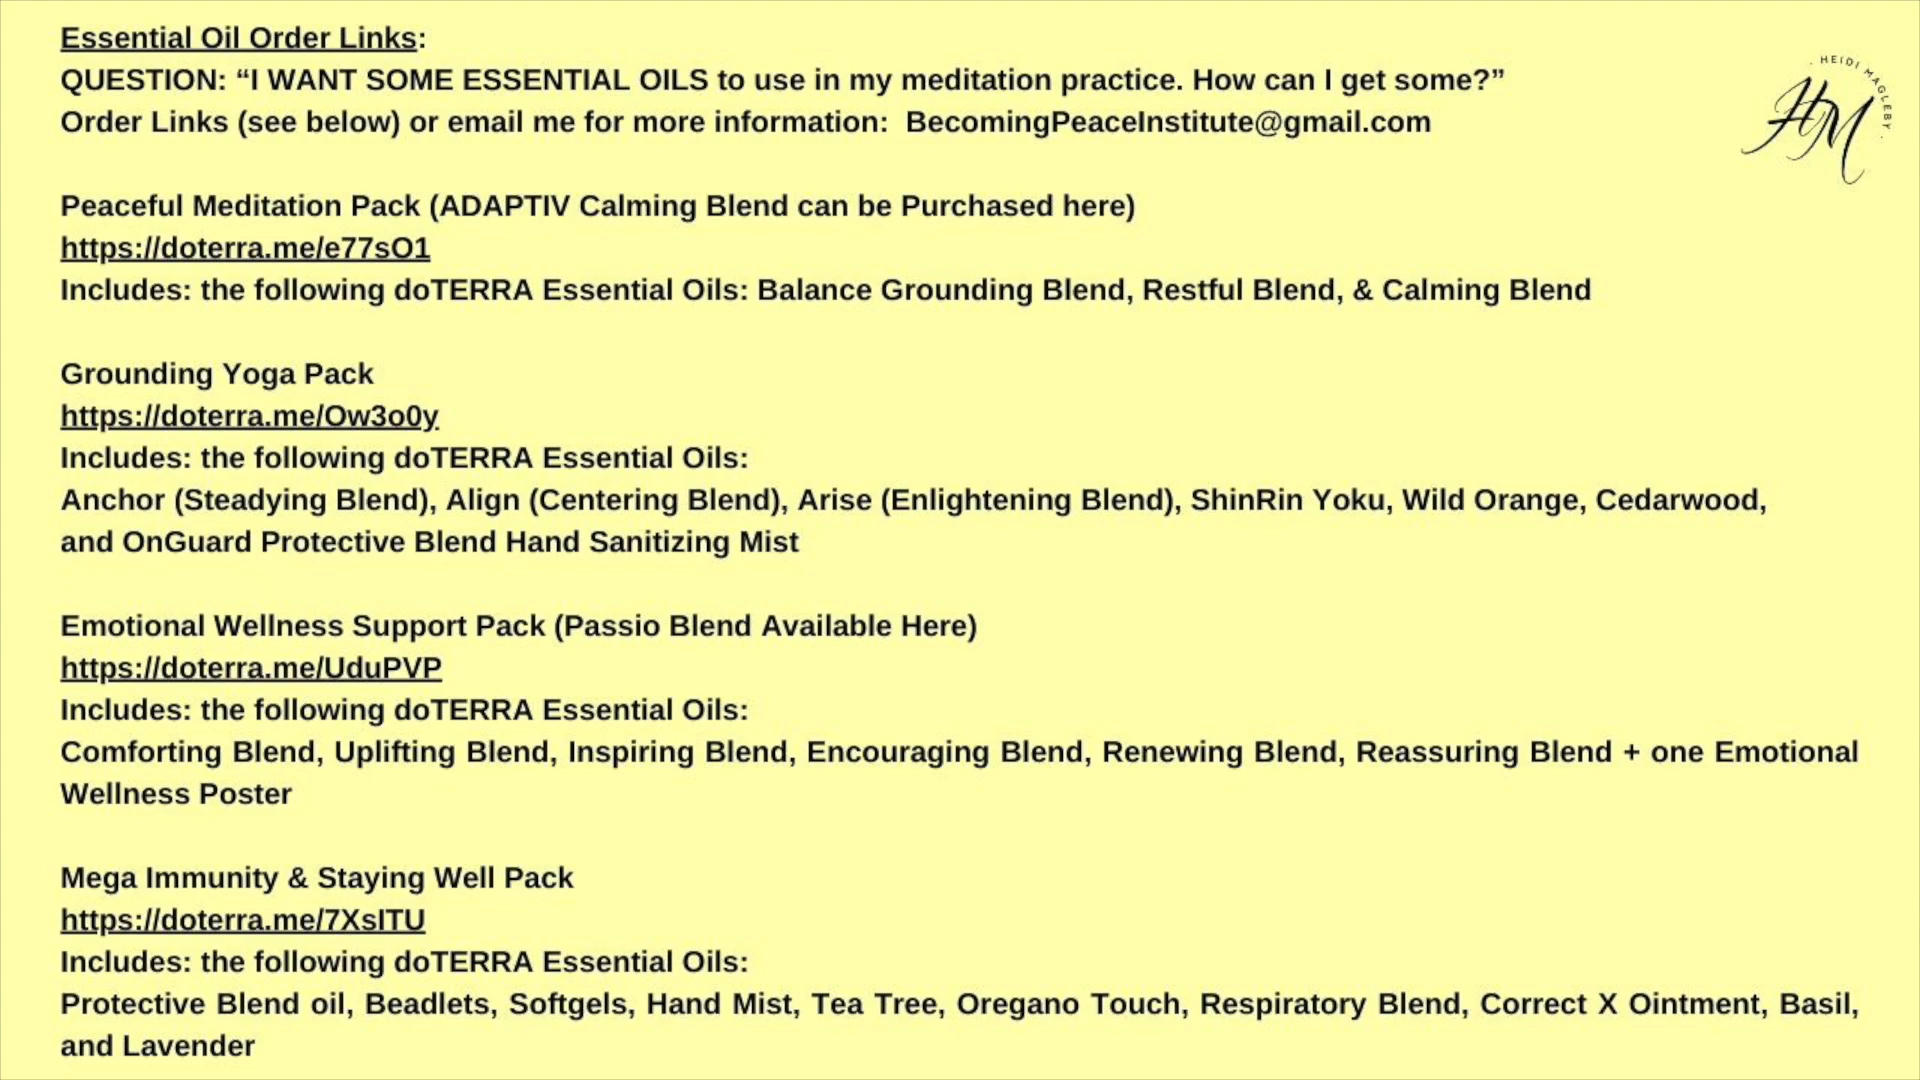 Essential Oil Order Links:
QUESTION: “I WANT SOME ESSENTIAL OILS to use in my meditation practice. How can I get some?”
Order Links (see below) or email me for more information:  BecomingPeaceInstitute@gmail.com
. HEIDI MAGLEBY .
HM
Peaceful Meditation Pack (ADAPTIV Calming Blend can be Purchased here)
https://doterra.me/e77sO1
Includes: the following doTERRA Essential Oils: Balance Grounding Blend, Restful Blend, & Calming Blend
Grounding Yoga Pack
https://doterra.me/Ow3o0y
Includes: the following doTERRA Essential Oils:
Anchor (Steadying Blend), Align (Centering Blend), Arise (Enlightening Blend), ShinRin Yoku, Wild Orange, Cedarwood,
and OnGuard Protective Blend Hand Sanitizing Mist
Emotional Wellness Support Pack (Passio Blend Available Here)
https://doterra.me/UduPVP
Includes: the following doTERRA Essential Oils:
Comforting Blend, Uplifting Blend, Inspiring Blend, Encouraging Blend, Renewing Blend, Reassuring Blend + one Emotional
Wellness Poster
Mega Immunity & Staying Well Pack
https://doterra.me/7XsITU
Includes: the following doTERRA Essential Oils:
Protective Blend oil, Beadlets, Softgels, Hand Mist, Tea Tree, Oregano Touch, Respiratory Blend, Correct X Ointment, Basil,
and Lavender